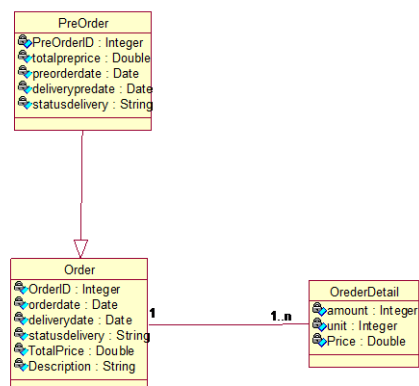 PreOrder
PreOrderID : Integer
totalpreprice : Double
preorderdate : Date
deliverypredate : Date
statusdelivery : String
Order
OrderID : Integer
orderdate : Date
deliverydate : Date
statusdelivery : String
TotalPrice : Double
Description : String
1
1..n
OrederDetail
amount : Integer
unit : Integer
Price : Double